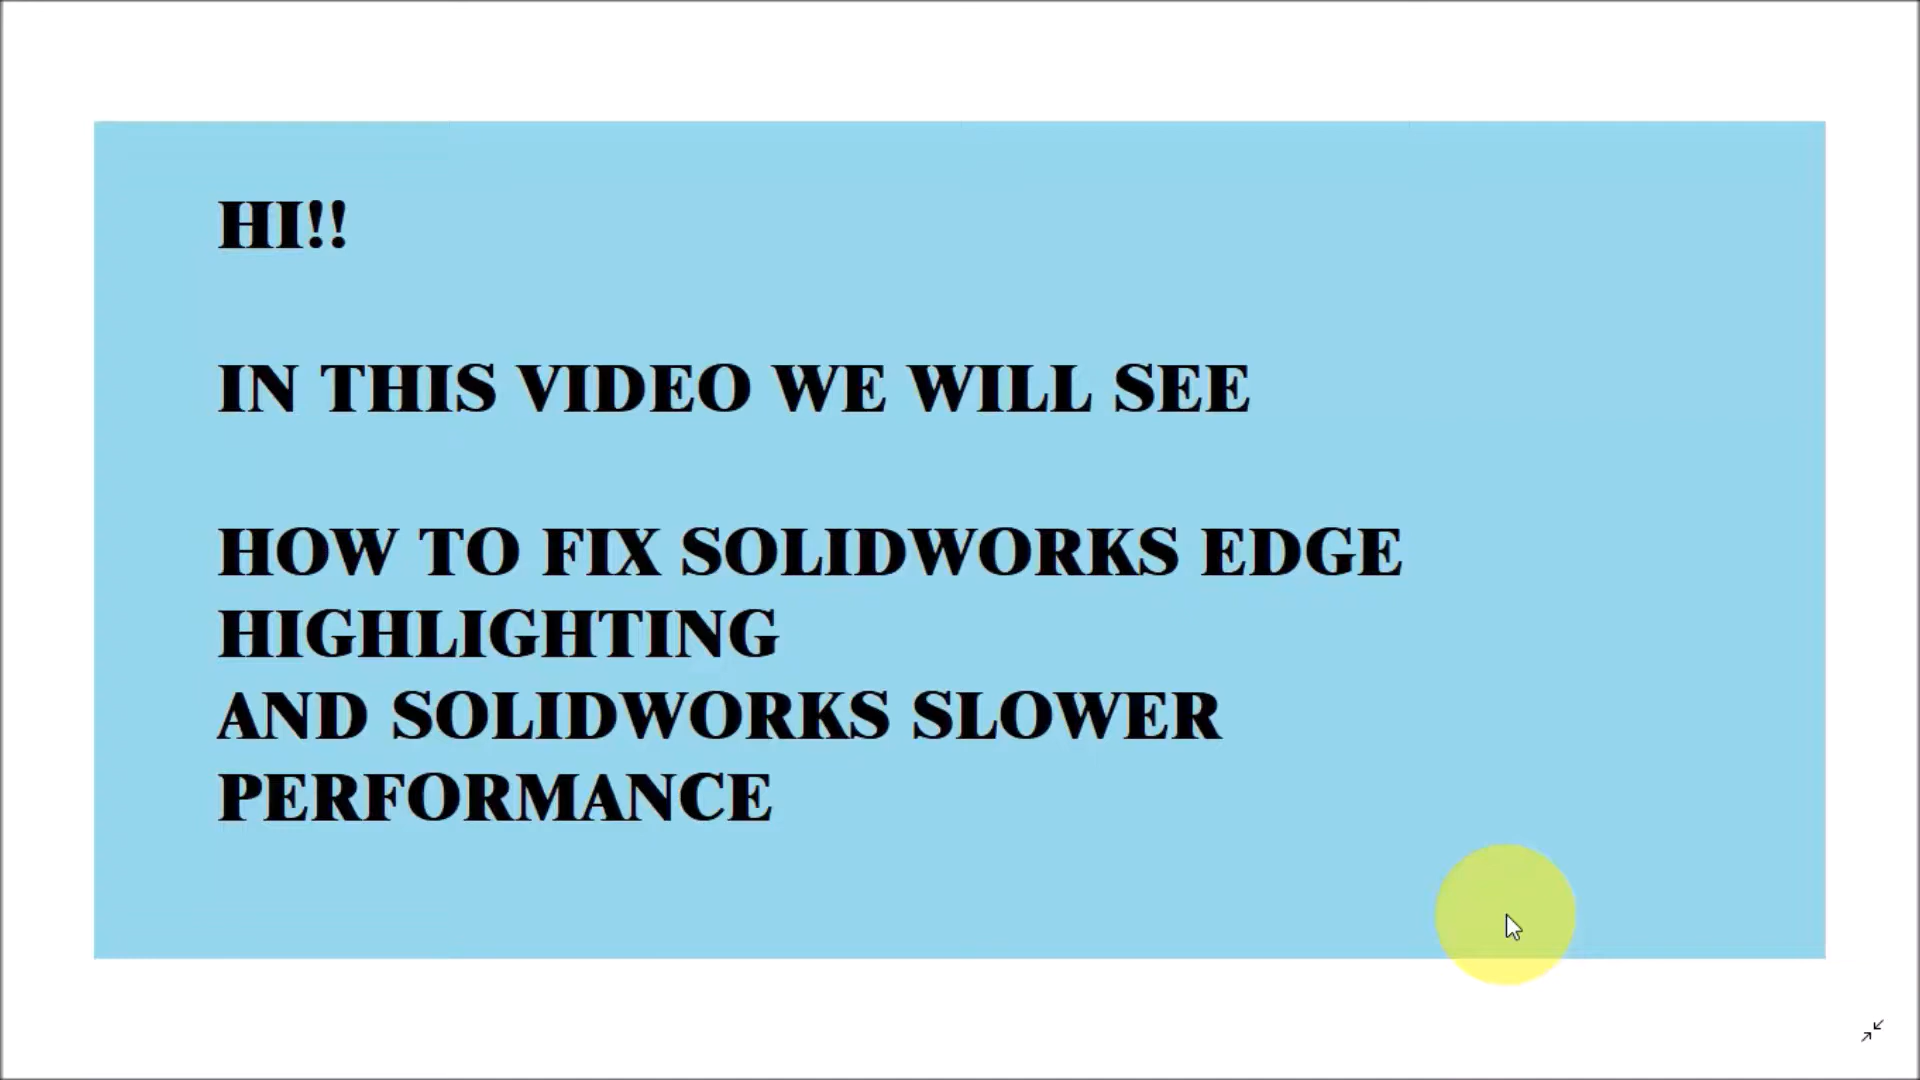 HI!!
IN THIS VIDEO WE WILL SEE
HOW TO FIX SOLIDWORKS EDGE
HIGHLIGHTING
AND SOLIDWORKS SLOWER
PERFORMANCE